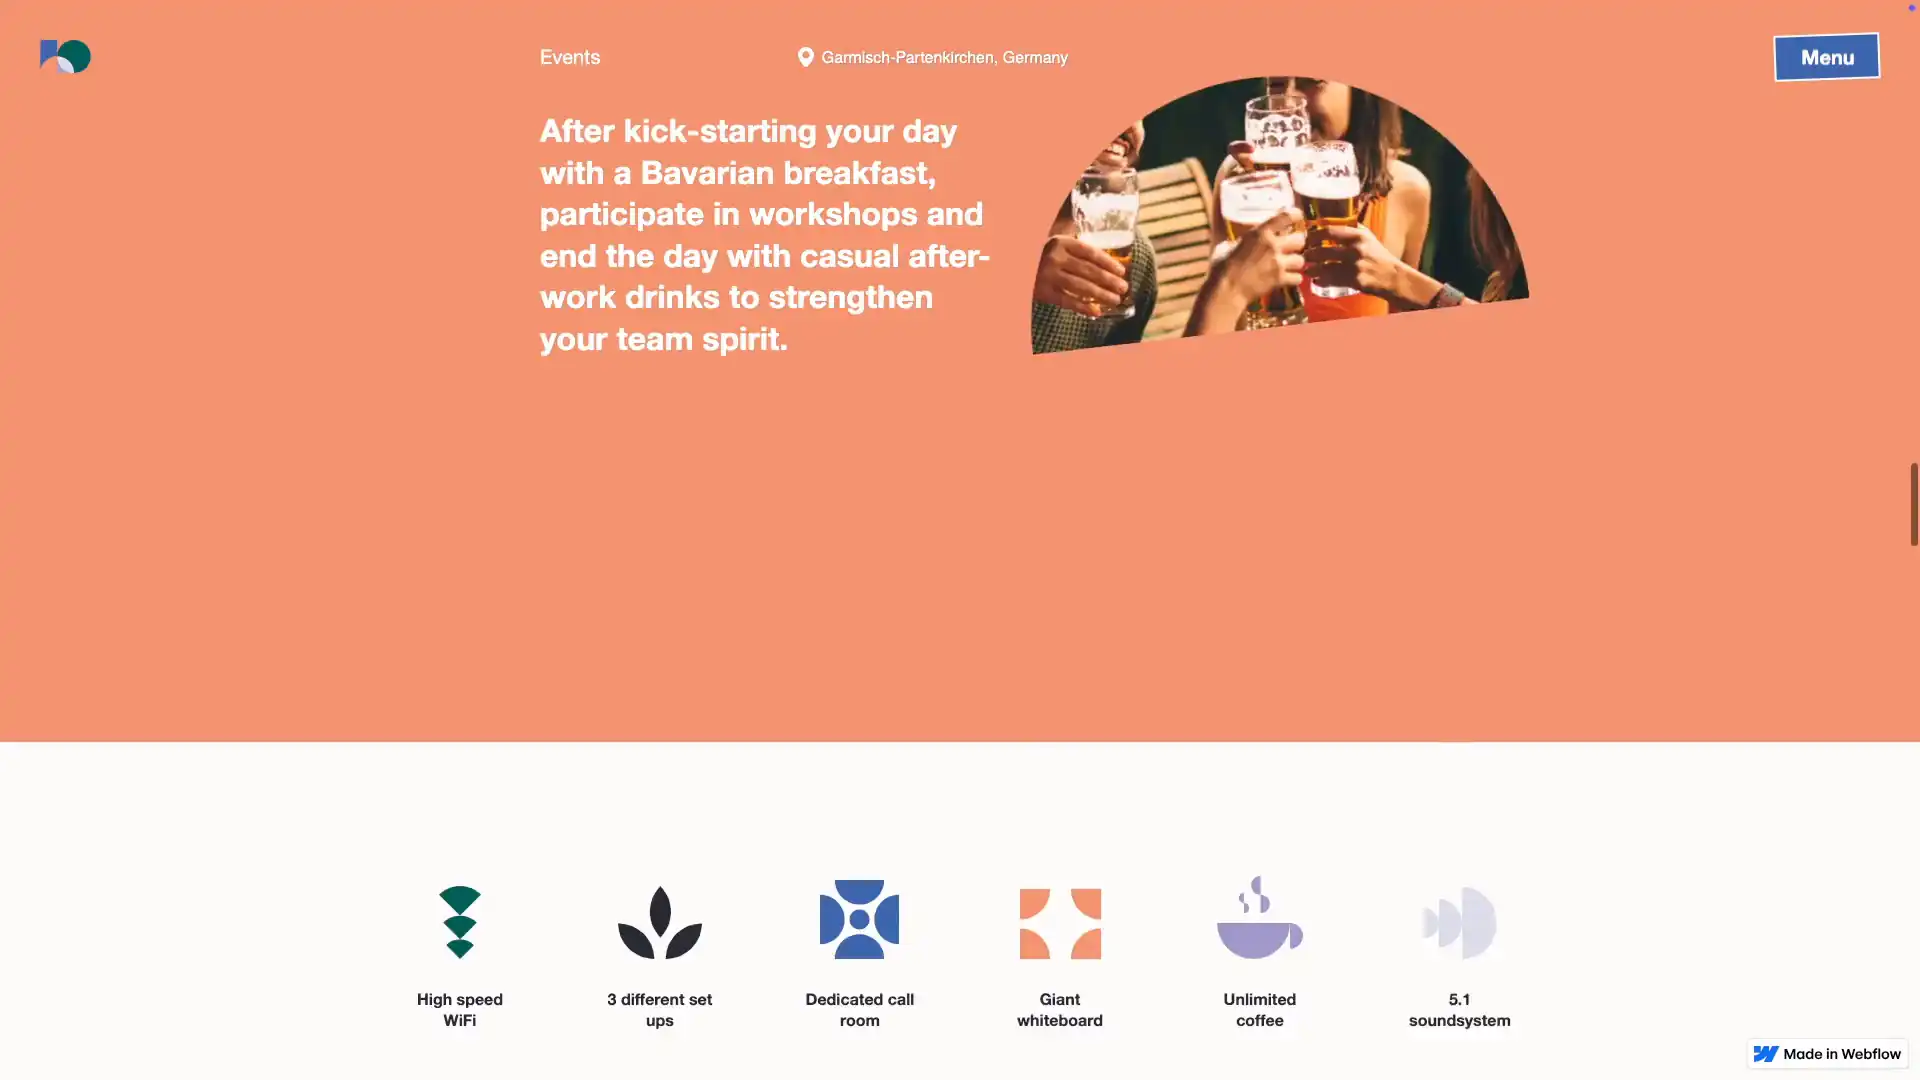 Events
Garmisch-Partenkirchen, Germany
Menu
After kick-starting your day
with a Bavarian breakfast,
participate in workshops and
end the day with casual after-
work drinks to strengthen
your team spirit.
High speed
WiFi
3 different set
ups
Dedicated call
room
Giant
whiteboard
Unlimited
coffee
5.1
soundsystem
Made in Webflow